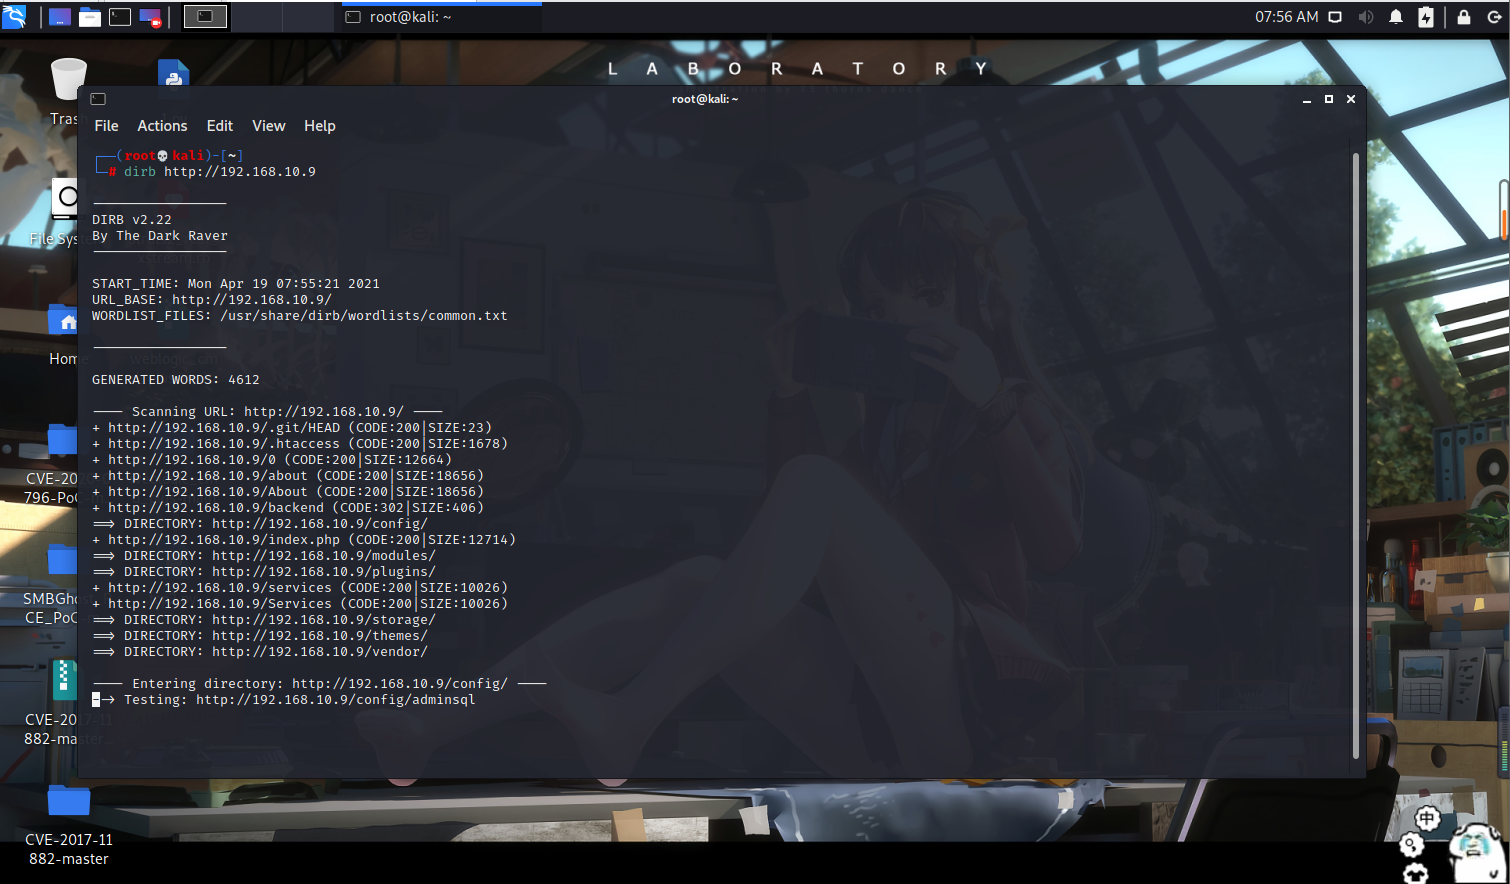 root@kali: ~
07:56 AM
L A B O R A T O R Y
Trash
root@kali: ~
File Actions Edit View Help
(root💀kali)-[~]
# dirb http://192.168.10.9
DIRB v2.22
By The Dark Raver
START_TIME: Mon Apr 19 07:55:21 2021
URL_BASE: http://192.168.10.9/
WORDLIST_FILES: /usr/share/dirb/wordlists/common.txt
GENERATED WORDS: 4612
---- Scanning URL: http://192.168.10.9/ ----
+ http://192.168.10.9/.git/HEAD (CODE:200|SIZE:23)
+ http://192.168.10.9/.htaccess (CODE:200|SIZE:1678)
+ http://192.168.10.9/0 (CODE:200|SIZE:12664)
+ http://192.168.10.9/about (CODE:200|SIZE:18656)
+ http://192.168.10.9/About (CODE:200|SIZE:18656)
+ http://192.168.10.9/backend (CODE:302|SIZE:406)
==> DIRECTORY: http://192.168.10.9/config/
+ http://192.168.10.9/index.php (CODE:200|SIZE:12714)
==> DIRECTORY: http://192.168.10.9/modules/
==> DIRECTORY: http://192.168.10.9/plugins/
+ http://192.168.10.9/services (CODE:200|SIZE:10026)
+ http://192.168.10.9/Services (CODE:200|SIZE:10026)
==> DIRECTORY: http://192.168.10.9/storage/
==> DIRECTORY: http://192.168.10.9/themes/
==> DIRECTORY: http://192.168.10.9/vendor/
---- Entering directory: http://192.168.10.9/config/ ----
--> Testing: http://192.168.10.9/config/adminsql
File Sys
Hom
CVE-20
796-PoC
SMBGh
CE_PoC
CVE-2017-11
882-master...
CVE-2017-11
882-master
中